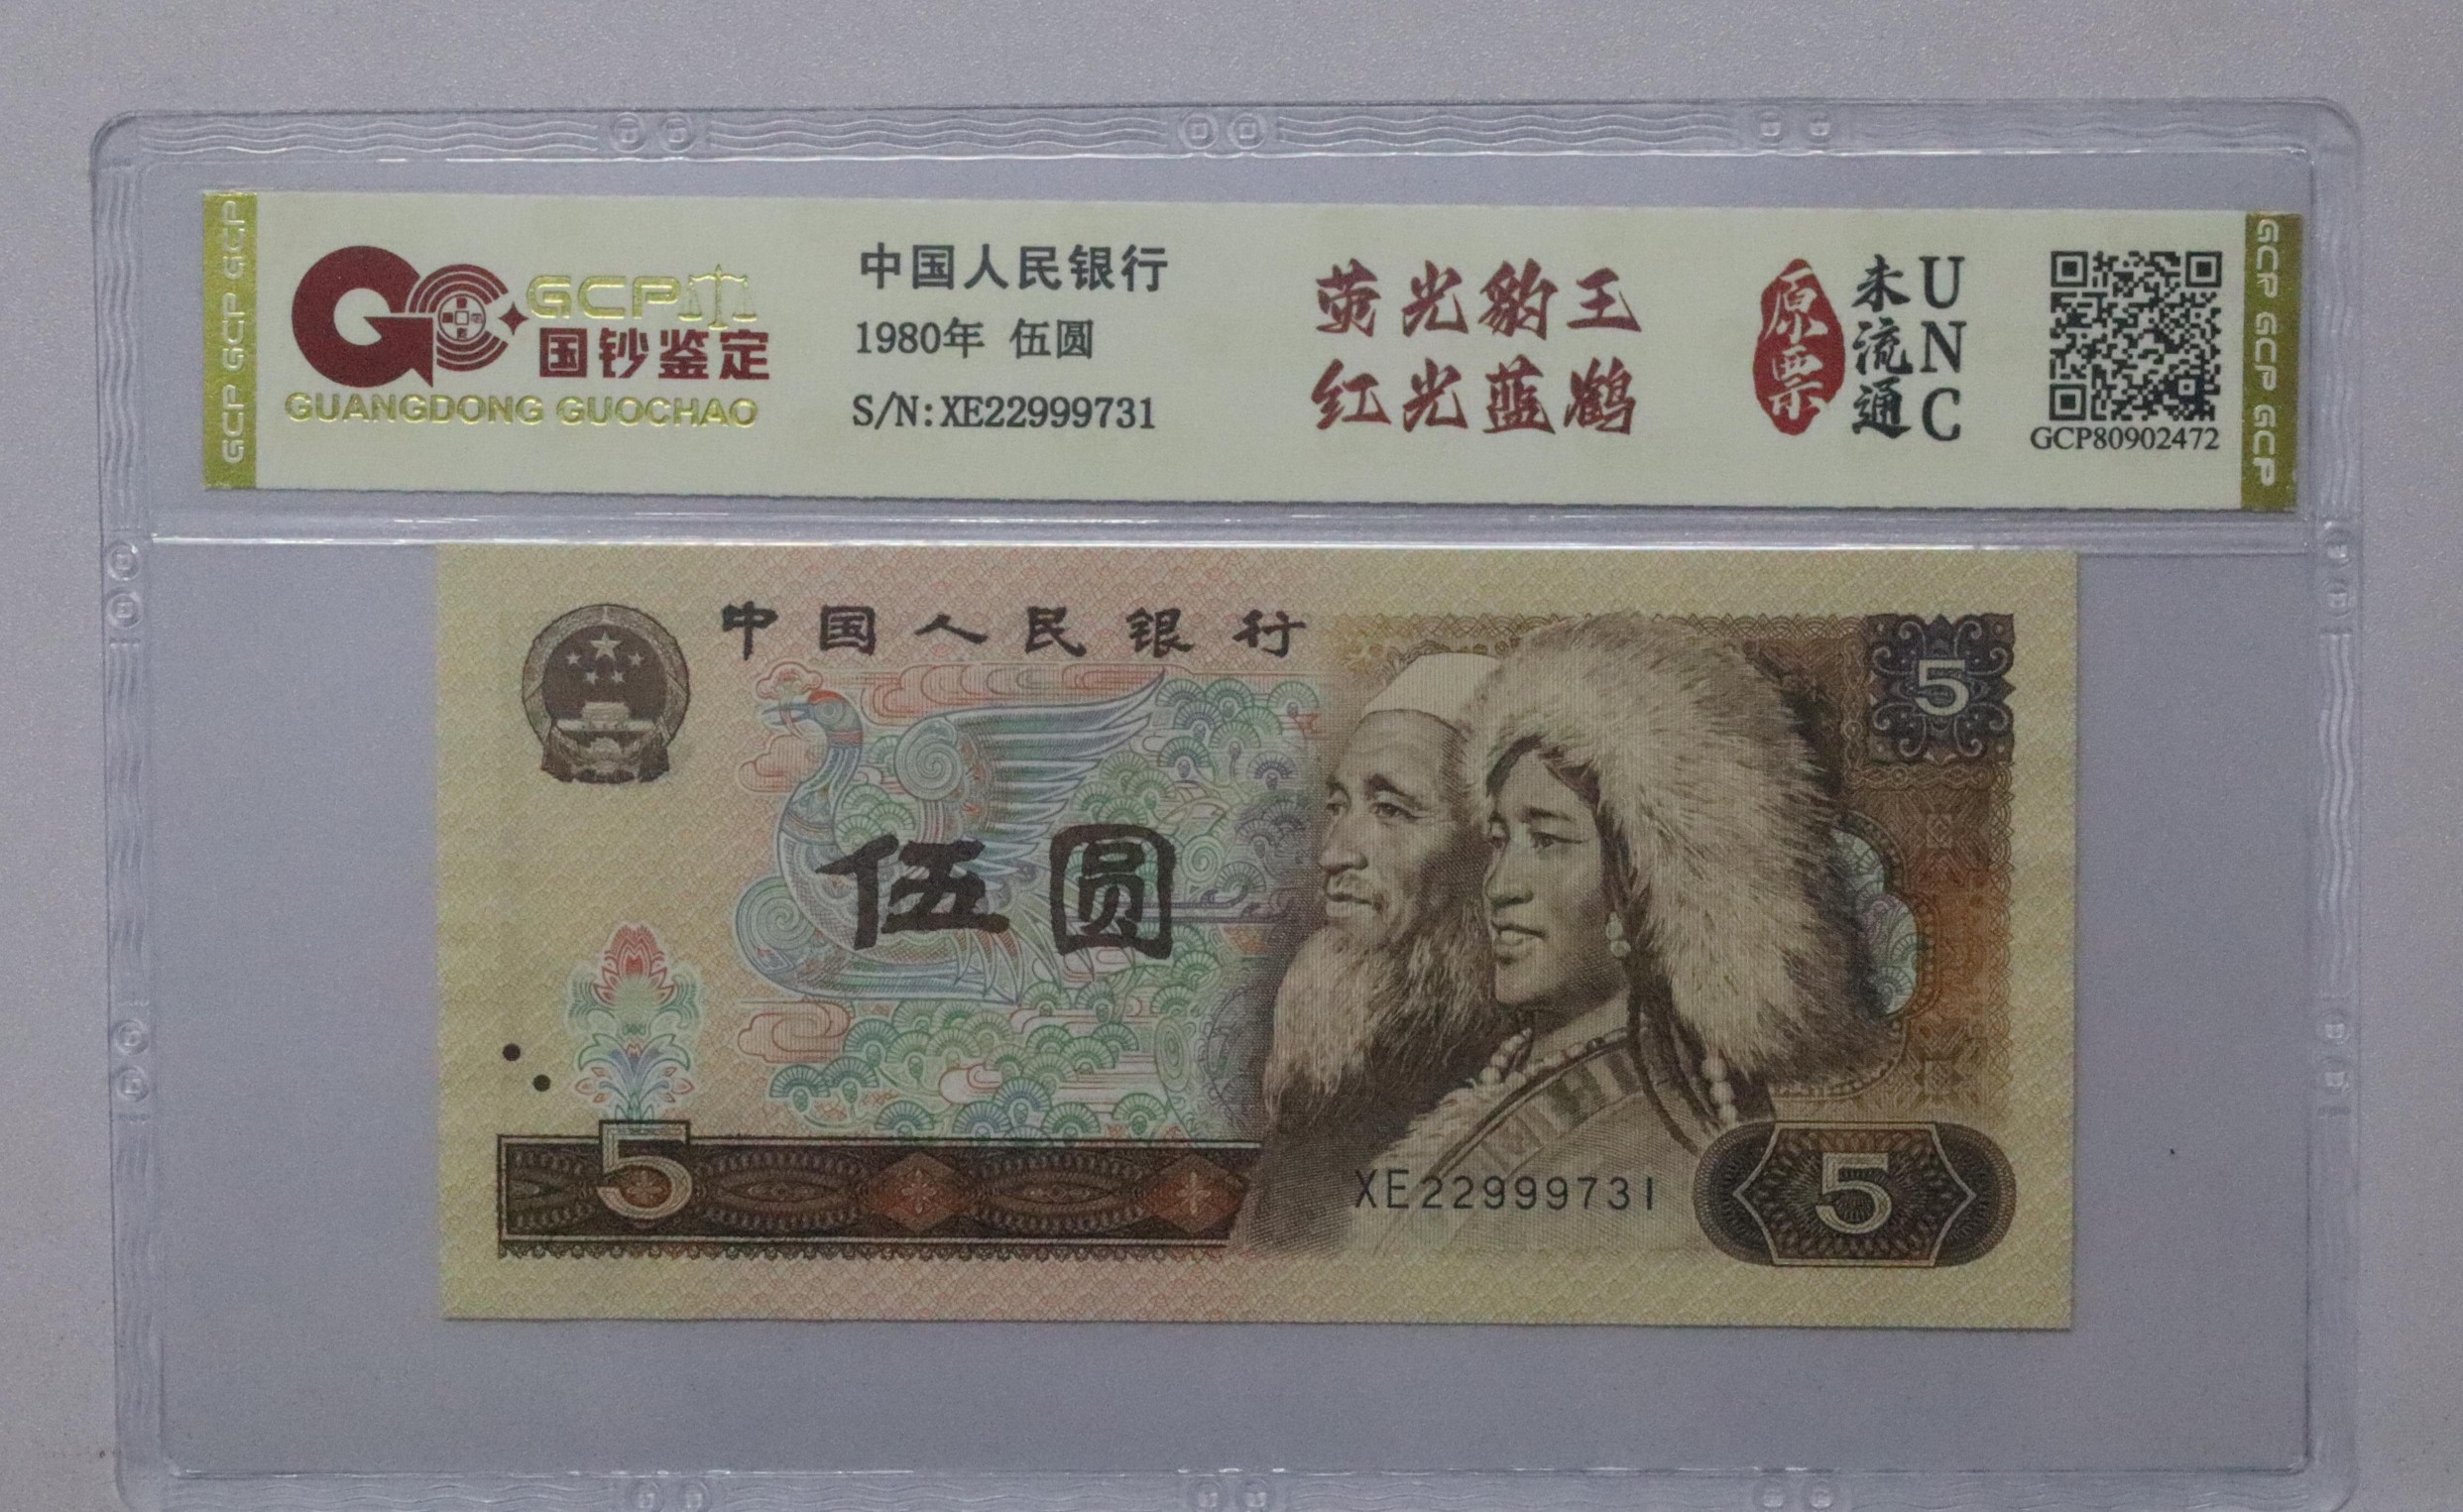 GCP GCP GCP
GCP
国钞鉴定
GUANGDONG GUOCHAO
中国人民银行
1980年 伍圆
S/N:XE22999731
荧光豹王
红光蓝鹤
原票
未流通
UNC
GCP80902472
GCP GCP GCP
中国人民银行
5
伍圆
5
XE22999731
5